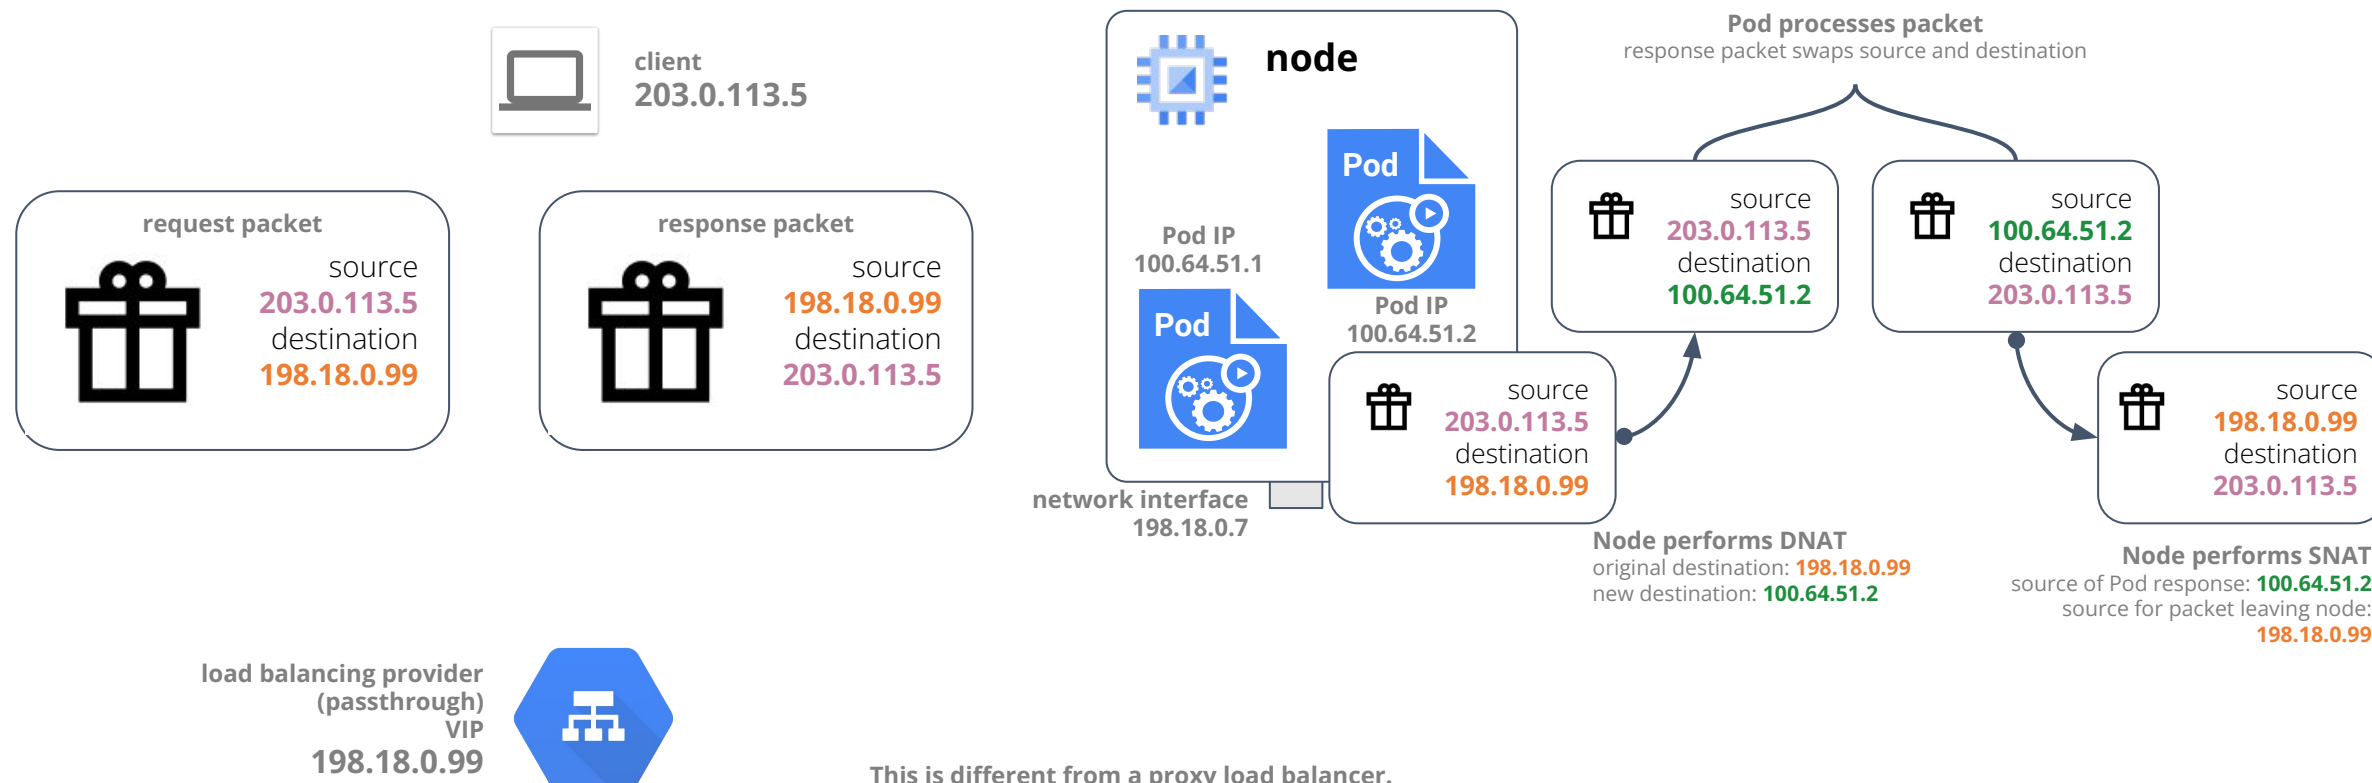 client
203.0.113.5
request packet
source
203.0.113.5
destination
198.18.0.99
response packet
source
198.18.0.99
destination
203.0.113.5
load balancing provider
(passthrough)
VIP
198.18.0.99
node
Pod
Pod IP
100.64.51.1
Pod
Pod IP
100.64.51.2
network interface
198.18.0.7
source
203.0.113.5
destination
198.18.0.99
Node performs DNAT
original destination: 198.18.0.99
new destination: 100.64.51.2
Pod processes packet
response packet swaps source and destination
source
203.0.113.5
destination
100.64.51.2
source
100.64.51.2
destination
203.0.113.5
source
198.18.0.99
destination
203.0.113.5
Node performs SNAT
source of Pod response: 100.64.51.2
source for packet leaving node:
198.18.0.99
This is different from a proxy load balancer.